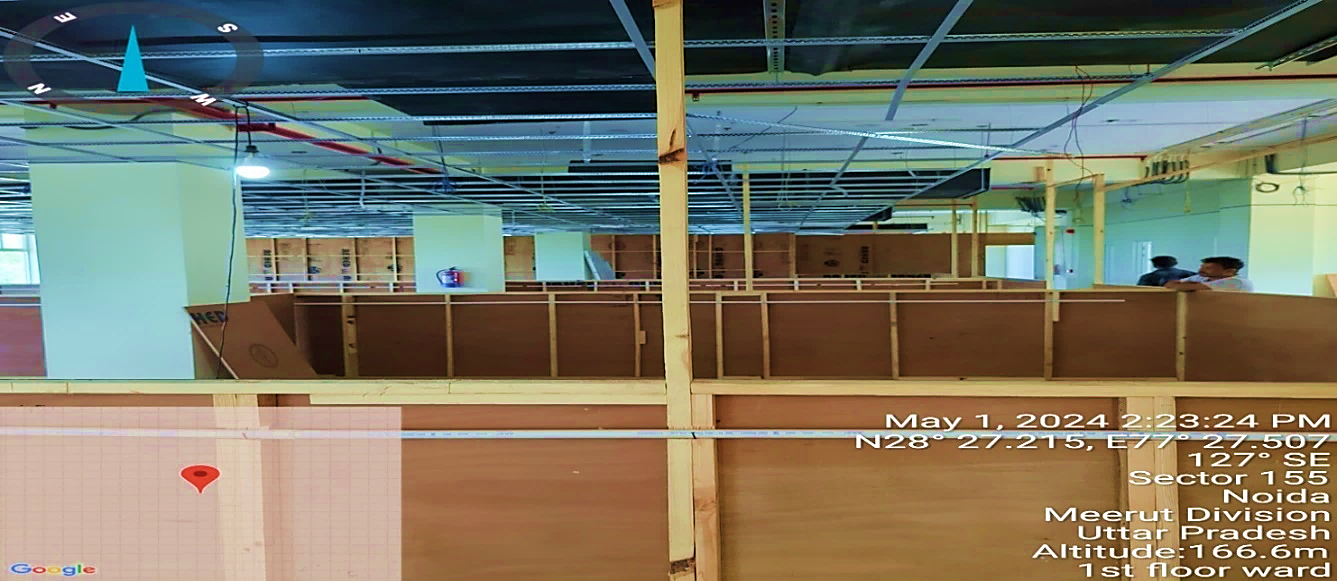 E
S
N
W
HED
May 1, 2024 2:23:24 PM
N28° 27.215, E77° 27.507
127° SE
Sector 155
Noida
Meerut Division
Uttar Pradesh
Altitude:166.6m
1st floor ward
Google